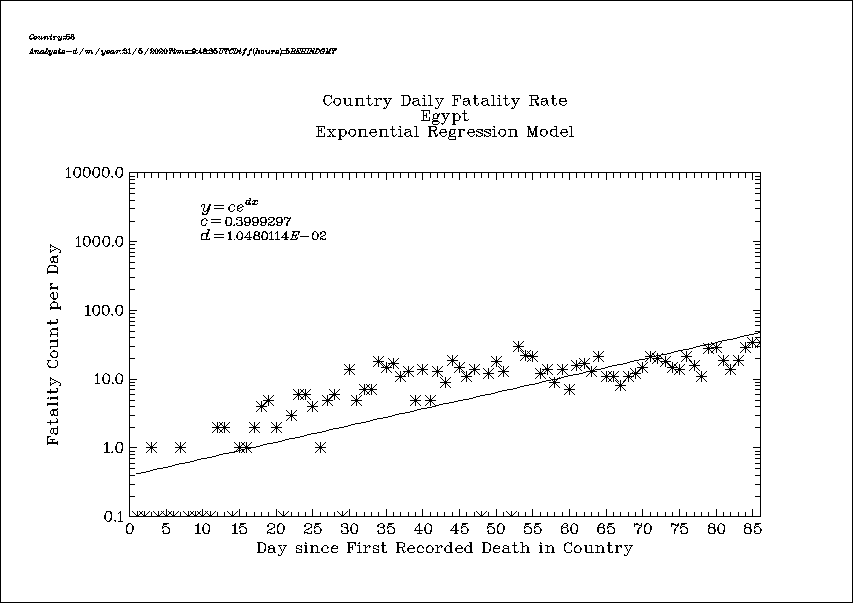 Country:58
Analysis-d/m/year:31/5/2020Time:9:48:35UTCDiff(hours):5BEHINDGMT
Country Daily Fatality Rate
Egypt
Exponential Regression Model
10000.0
1000.0
100.0
10.0
1.0
0.1
y=ce^dx
c=0.3999297
d=1.0480114E-02
Fatality Count per Day
0 5 10 15 20 25 30 35 40 45 50 55 60 65 70 75 80 85
Day since First Recorded Death in Country